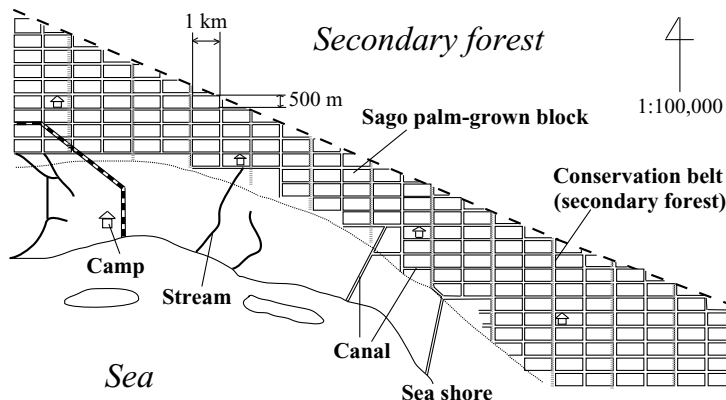 1 km
Secondary forest
500 m
1:100,000
Sago palm-grown block
Conservation belt
(secondary forest)
Camp
Stream
Canal
Sea
Sea shore